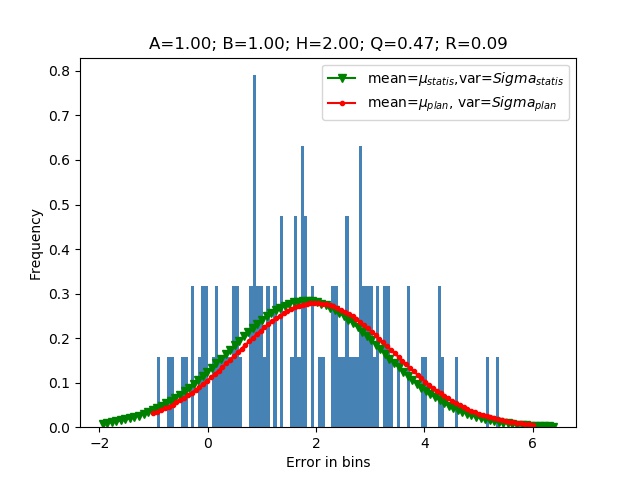 A=1.00; B=1.00; H=2.00; Q=0.47; R=0.09
mean=μstatis,var=Sigmastatis
mean=μplan, var=Sigmaplan
0.8
0.7
0.6
0.5
0.4
0.3
0.2
0.1
0.0
Frequency
−2
0
2
4
6
Error in bins